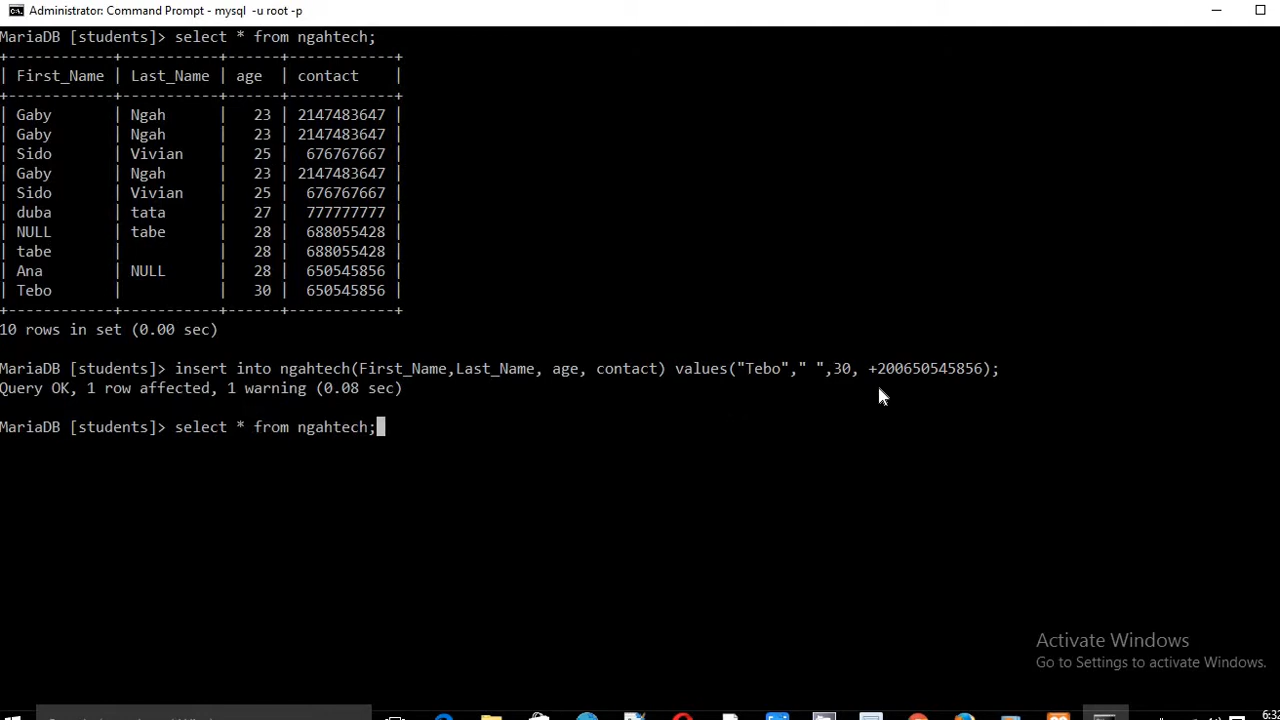 Administrator: Command Prompt - mysql -u root -p
MariaDB [students]> select * from ngahtech;
+------------+-----------+------+------------+
| First_Name | Last_Name | age  | contact    |
+------------+-----------+------+------------+
| Gaby       | Ngah      |   23 | 2147483647 |
| Gaby       | Ngah      |   23 | 2147483647 |
| Sido       | Vivian    |   25 |  676767667 |
| Gaby       | Ngah      |   23 | 2147483647 |
| Sido       | Vivian    |   25 |  676767667 |
| duba       | tata      |   27 |  777777777 |
| NULL       | tabe      |   28 |  688055428 |
| tabe       |           |   28 |  688055428 |
| Ana        | NULL      |   28 |  650545856 |
| Tebo       |           |   30 |  650545856 |
+------------+-----------+------+------------+
10 rows in set (0.00 sec)
MariaDB [students]> insert into ngahtech(First_Name,Last_Name, age, contact) values("Tebo"," ",30, +200650545856);
Query OK, 1 row affected, 1 warning (0.08 sec)
MariaDB [students]> select * from ngahtech;
Activate Windows
Go to Settings to activate Windows.